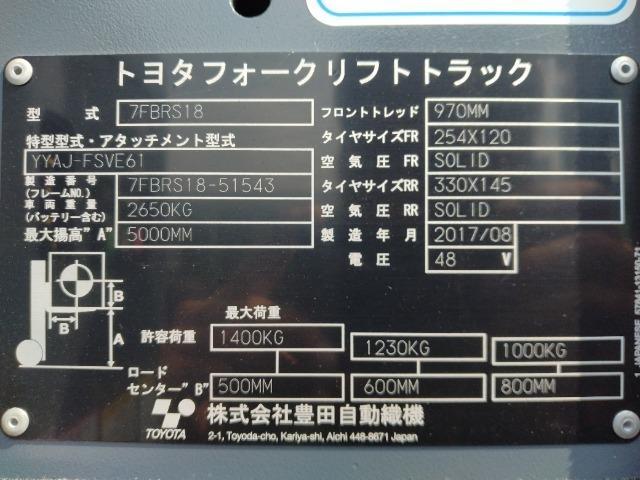 トヨタフォークリフトトラック
型式 7FBRS18 フロントトレッド 970MM
特型型式・アタッチメント型式 タイヤサイズFR 254X120
YYAJ-FSVE61 空気圧FR SOLID
製造番号(フレームNO.) 7FBRS18-51543 タイヤサイズRR 330X145
車両重量(バッテリー含む) 2650KG 空気圧RR SOLID
最大揚高"A" 5000MM 製造年月 2017/08
電圧 48 V
B
B
A
最大荷重
許容荷重 1400KG 1230KG 1000KG
ロードセンター"B" 500MM 600MM 800MM
TOYOTA 株式会社豊田自動織機
2-1, Toyoda-cho, Kariya-shi, Aichi 448-8671 Japan